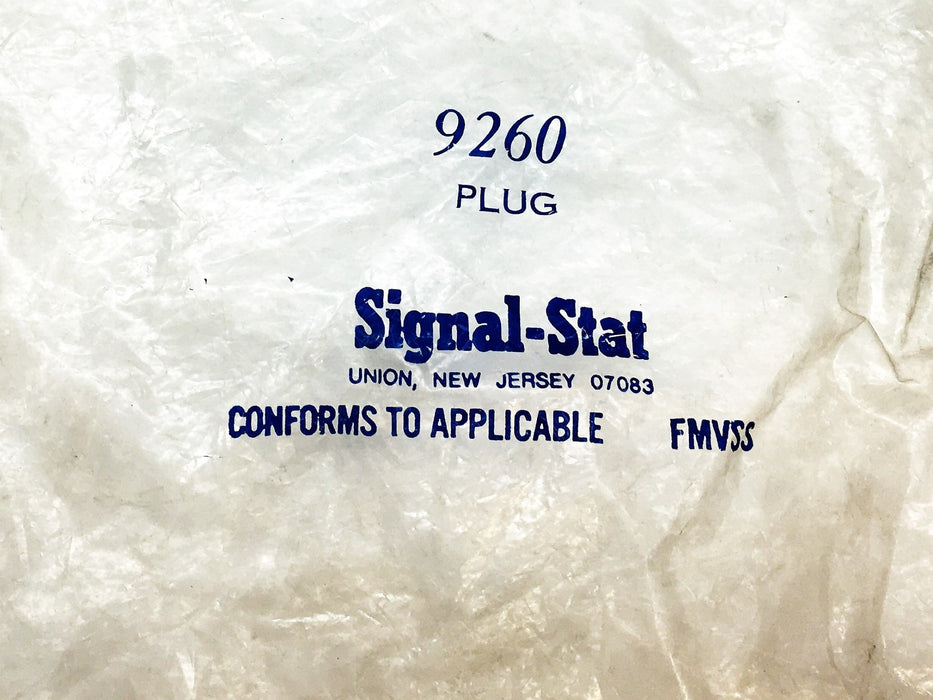 9260
PLUG
Signal-Stat
UNION, NEW JERSEY 07083
CONFORMS TO APPLICABLE FMVSS